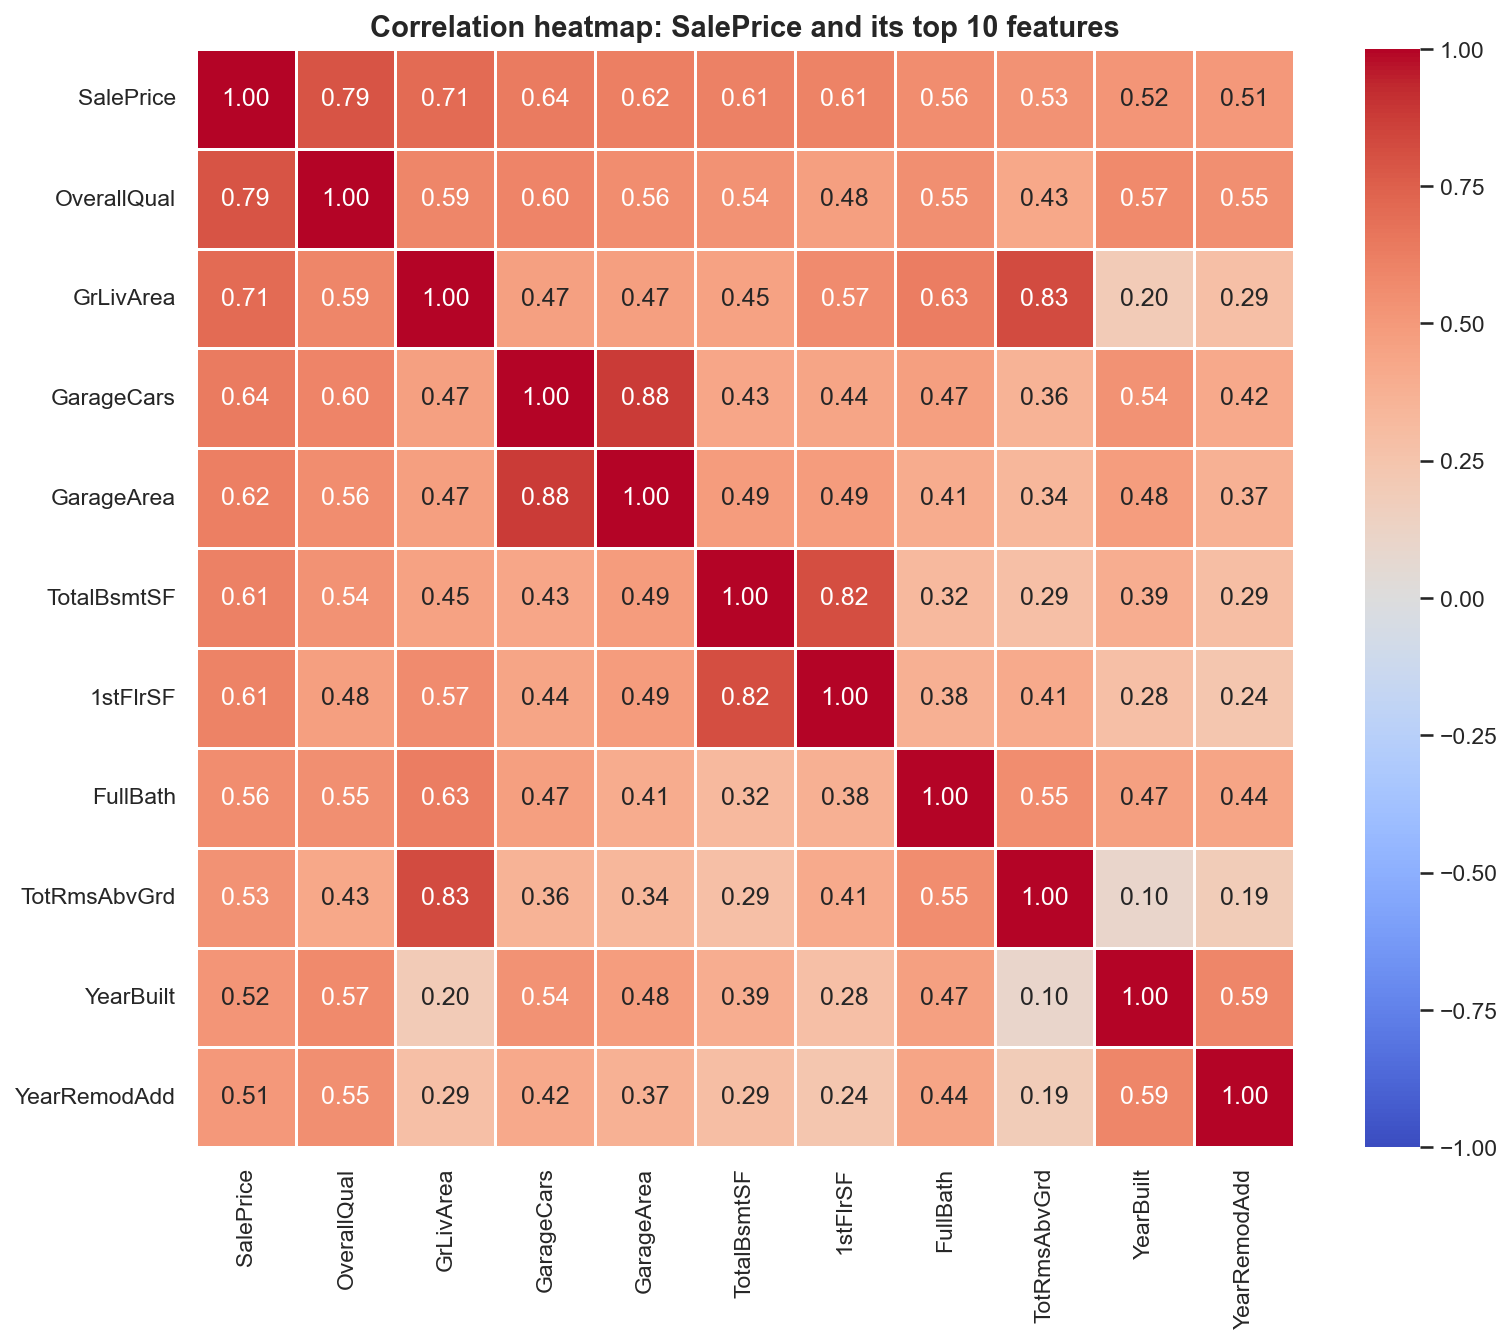 Correlation heatmap: SalePrice and its top 10 features
SalePrice 1.00 0.79 0.71 0.64 0.62 0.61 0.61 0.56 0.53 0.52 0.51
OverallQual 0.79 1.00 0.59 0.60 0.56 0.54 0.48 0.55 0.43 0.57 0.55
GrLivArea 0.71 0.59 1.00 0.47 0.47 0.45 0.57 0.63 0.83 0.20 0.29
GarageCars 0.64 0.60 0.47 1.00 0.88 0.43 0.44 0.47 0.36 0.54 0.42
GarageArea 0.62 0.56 0.47 0.88 1.00 0.49 0.49 0.41 0.34 0.48 0.37
TotalBsmtSF 0.61 0.54 0.45 0.43 0.49 1.00 0.82 0.32 0.29 0.39 0.29
1stFlrSF 0.61 0.48 0.57 0.44 0.49 0.82 1.00 0.38 0.41 0.28 0.24
FullBath 0.56 0.55 0.63 0.47 0.41 0.32 0.38 1.00 0.55 0.47 0.44
TotRmsAbvGrd 0.53 0.43 0.83 0.36 0.34 0.29 0.41 0.55 1.00 0.10 0.19
YearBuilt 0.52 0.57 0.20 0.54 0.48 0.39 0.28 0.47 0.10 1.00 0.59
YearRemodAdd 0.51 0.55 0.29 0.42 0.37 0.29 0.24 0.44 0.19 0.59 1.00
SalePrice
OverallQual
GrLivArea
GarageCars
GarageArea
TotalBsmtSF
1stFlrSF
FullBath
TotRmsAbvGrd
YearBuilt
YearRemodAdd
1.00
0.75
0.50
0.25
0.00
−0.25
−0.50
−0.75
−1.00